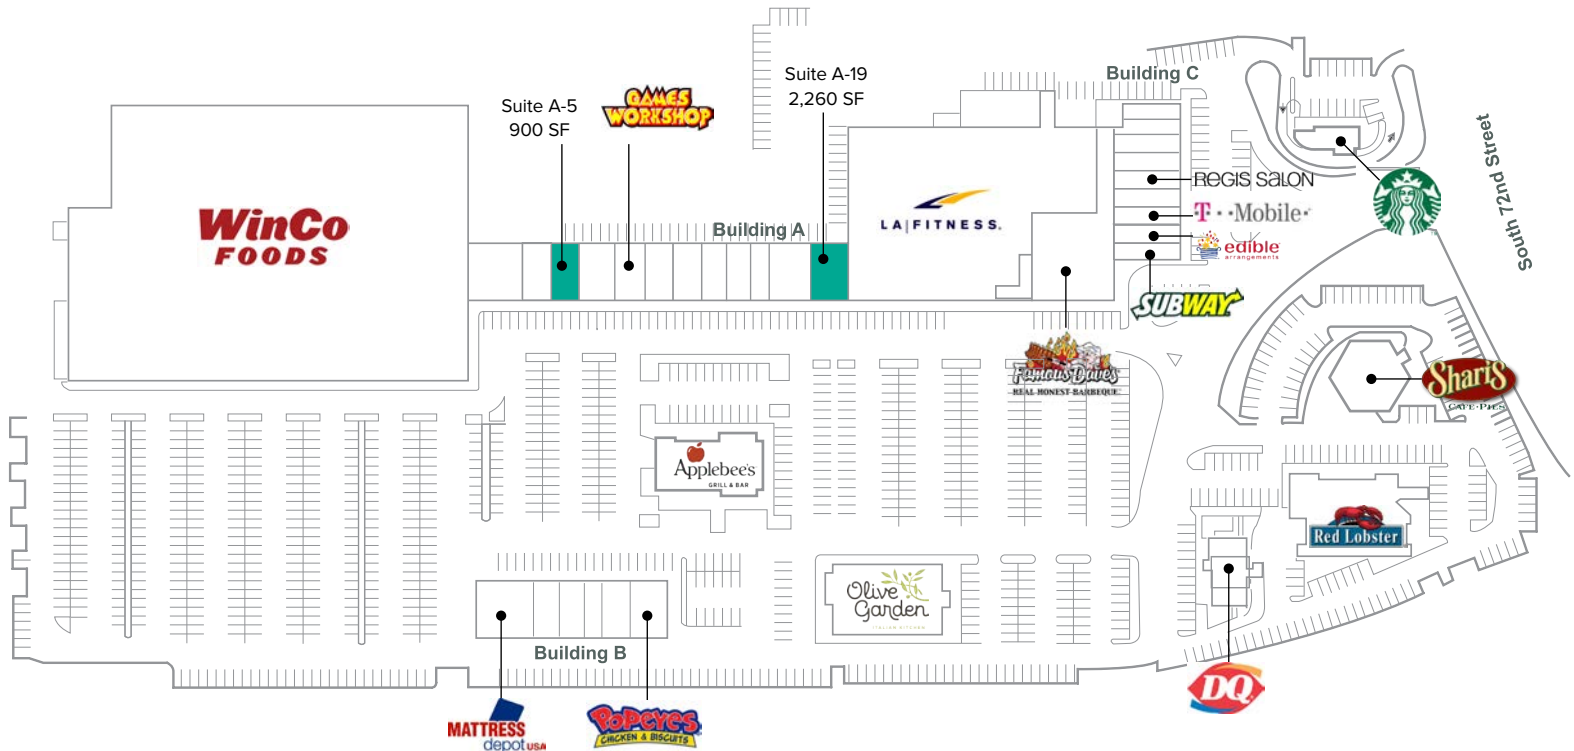 Building C
Suite A-19
2,260 SF
Suite A-5
900 SF
GAMES
WORKSHOP
South 72nd Street
REGIS SALON
WinCo
FOODS
LA|FITNESS.
T··Mobile·
Building A
edible
arrangements
SUBWAY
Famous Dave's
REAL HONEST BARBEQUE
Shari's
CAFE·PIES
Applebee's
GRILL & BAR
Red Lobster
Olive
Garden
ITALIAN KITCHEN
Building B
DQ
MATTRESS
depot USA
POPEYES
CHICKEN & BISCUITS